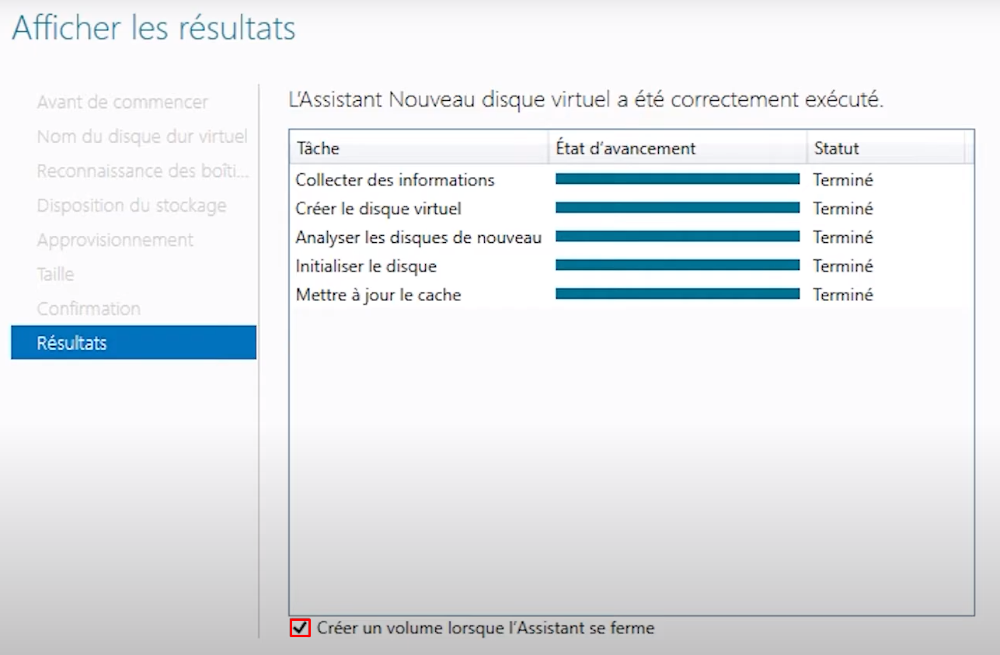 Afficher les résultats
Avant de commencer
Nom du disque dur virtuel
Reconnaissance des boîti...
Disposition du stockage
Approvisionnement
Taille
Confirmation
Résultats
L'Assistant Nouveau disque virtuel a été correctement exécuté.
Tâche État d'avancement Statut
Collecter des informations Terminé
Créer le disque virtuel Terminé
Analyser les disques de nouveau Terminé
Initialiser le disque Terminé
Mettre à jour le cache Terminé
Créer un volume lorsque l'Assistant se ferme